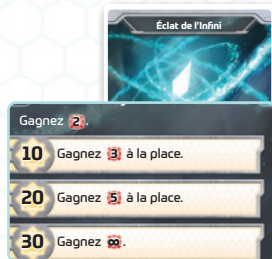 Éclat de l'Infini
Gagnez 2.
10 Gagnez 3 à la place.
20 Gagnez 5 à la place.
30 Gagnez ∞.